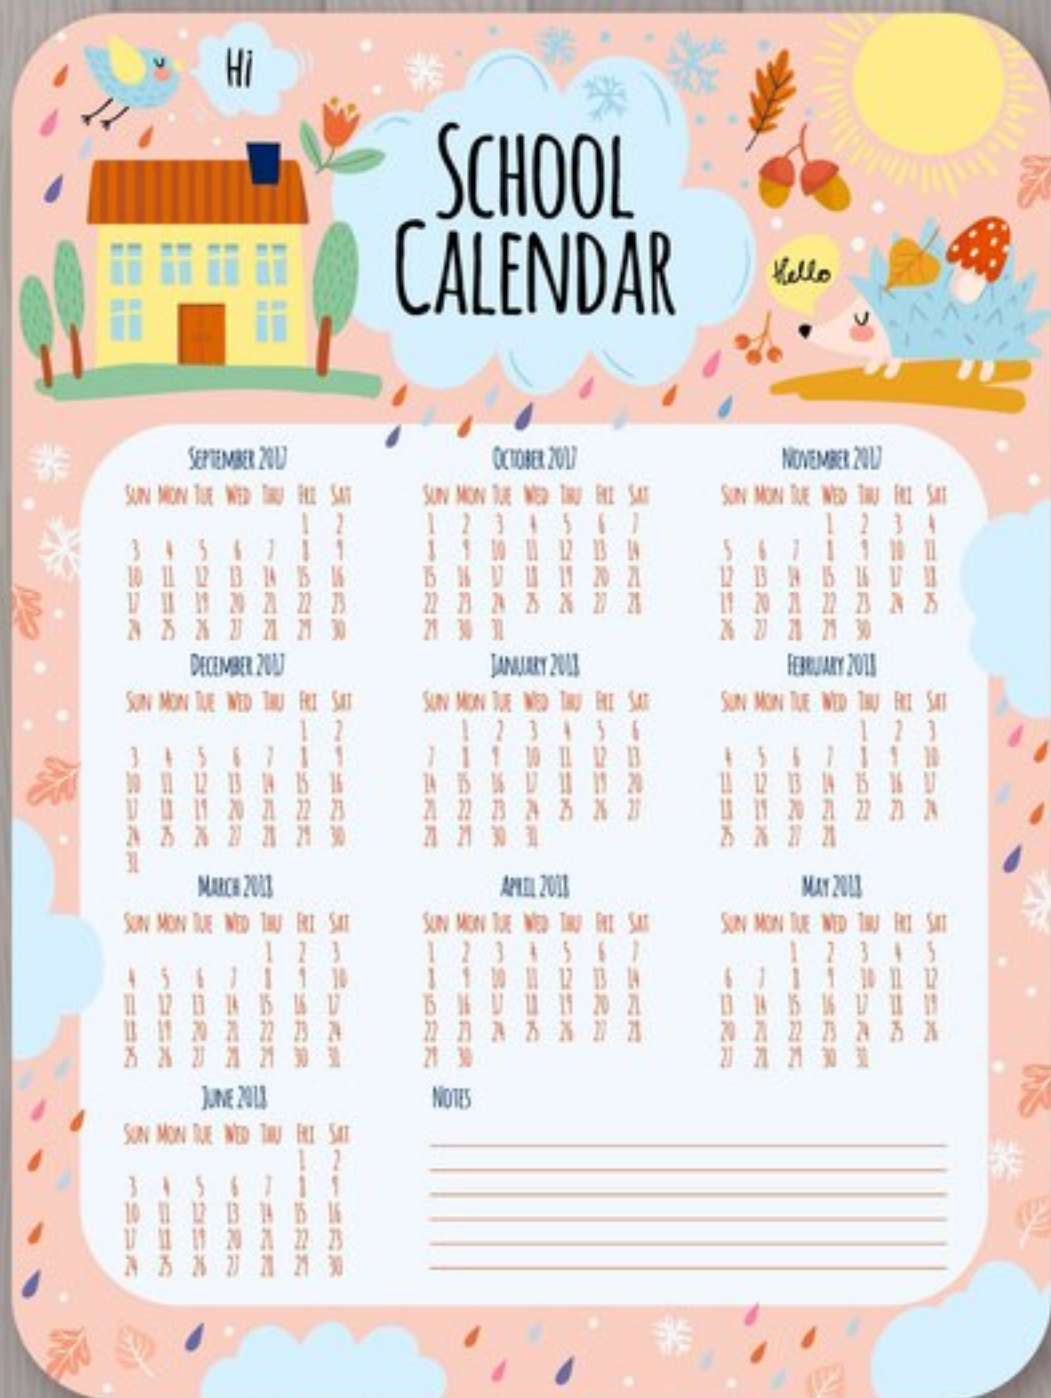 Hi
SCHOOL
CALENDAR
Hello
SEPTEMBER 2017
SUN MON TUE WED THU FRI SAT
1 2
3 4 5 6 7 8 9
10 11 12 13 14 15 16
17 18 19 20 21 22 23
24 25 26 27 28 29 30
OCTOBER 2017
SUN MON TUE WED THU FRI SAT
1 2 3 4 5 6 7
8 9 10 11 12 13 14
15 16 17 18 19 20 21
22 23 24 25 26 27 28
29 30 31
NOVEMBER 2017
SUN MON TUE WED THU FRI SAT
1 2 3 4
5 6 7 8 9 10 11
12 13 14 15 16 17 18
19 20 21 22 23 24 25
26 27 28 29 30
DECEMBER 2017
SUN MON TUE WED THU FRI SAT
1 2
3 4 5 6 7 8 9
10 11 12 13 14 15 16
17 18 19 20 21 22 23
24 25 26 27 28 29 30
31
JANUARY 2018
SUN MON TUE WED THU FRI SAT
1 2 3 4 5 6
7 8 9 10 11 12 13
14 15 16 17 18 19 20
21 22 23 24 25 26 27
28 29 30 31
FEBRUARY 2018
SUN MON TUE WED THU FRI SAT
1 2 3
4 5 6 7 8 9 10
11 12 13 14 15 16 17
18 19 20 21 22 23 24
25 26 27 28
MARCH 2018
SUN MON TUE WED THU FRI SAT
1 2 3
4 5 6 7 8 9 10
11 12 13 14 15 16 17
18 19 20 21 22 23 24
25 26 27 28 29 30 31
APRIL 2018
SUN MON TUE WED THU FRI SAT
1 2 3 4 5 6 7
8 9 10 11 12 13 14
15 16 17 18 19 20 21
22 23 24 25 26 27 28
29 30
MAY 2018
SUN MON TUE WED THU FRI SAT
1 2 3 4 5
6 7 8 9 10 11 12
13 14 15 16 17 18 19
20 21 22 23 24 25 26
27 28 29 30 31
JUNE 2018
SUN MON TUE WED THU FRI SAT
1 2
3 4 5 6 7 8 9
10 11 12 13 14 15 16
17 18 19 20 21 22 23
24 25 26 27 28 29 30
NOTES